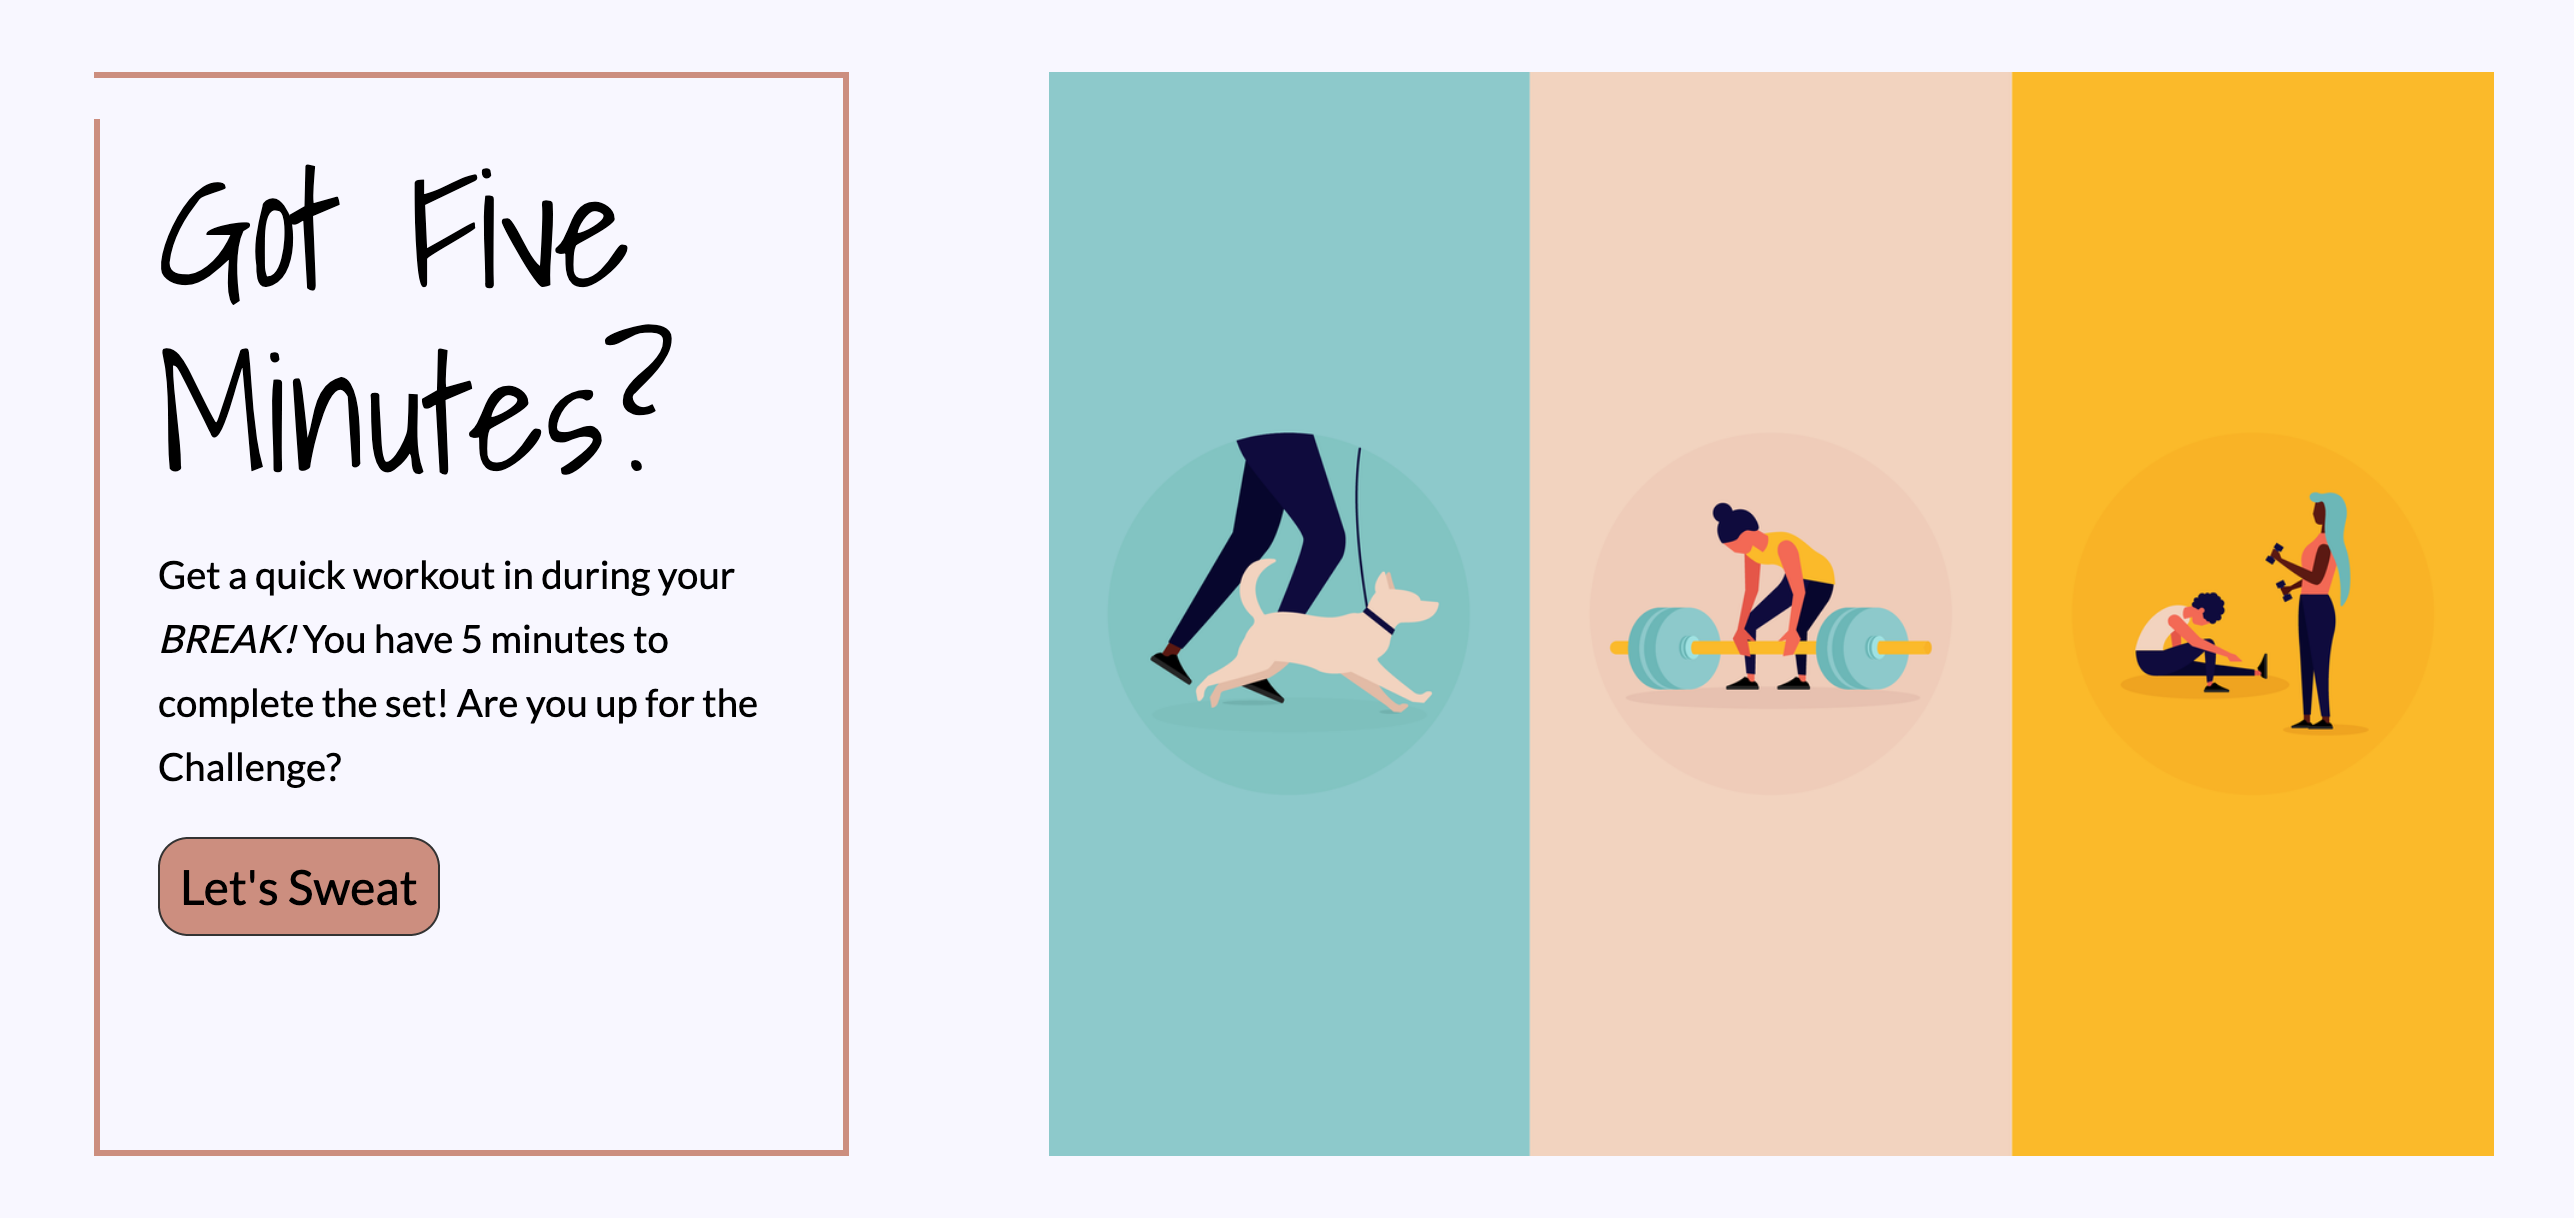 Got Five
Minutes?
Get a quick workout in during your
BREAK! You have 5 minutes to
complete the set! Are you up for the
Challenge?
Let's Sweat